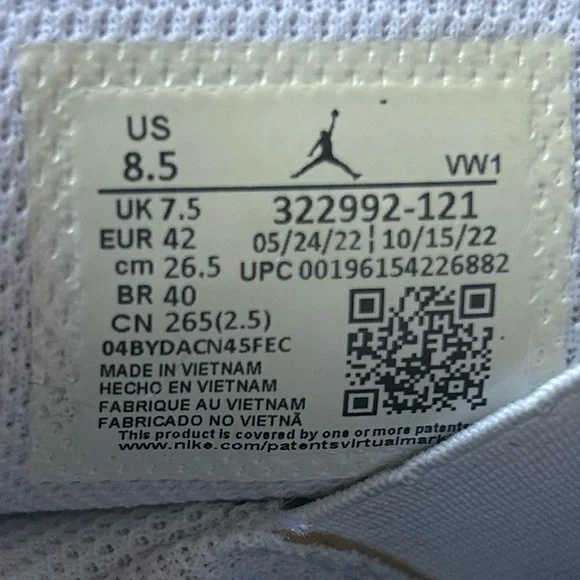 US
8.5
VW1
UK 7.5
322992-121
EUR 42
05/24/22 | 10/15/22
cm 26.5
UPC 00196154226882
BR 40
CN 265(2.5)
04BYDACN45FEC
MADE IN VIETNAM
HECHO EN VIETNAM
FABRIQUE AU VIETNAM
FABRICADO NO VIETNÃ
This product is covered by one or more patents
www.nike.com/patentsvirtualmark